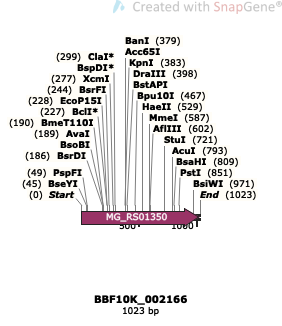 Created with SnapGene®
BanI (379)
Acc65I
(299) ClaI*
KpnI (383)
BspDI*
DraIII (398)
(277) XcmI
BstAPI
(244) BsrFI
Bpu10I (467)
(228) EcoP15I
HaeII (529)
(227) BclI*
MmeI (587)
(190) BmeT110I
AflIII (602)
(189) AvaI
StuI (721)
BsoBI
AcuI (793)
(186) BsrDI
BsaHI (809)
(49) PspFI
PstI (851)
(45) BseYI
BsiWI (971)
(0) Start
End (1023)
MG_RS01350
500
1000
BBF10K_002166
1023 bp